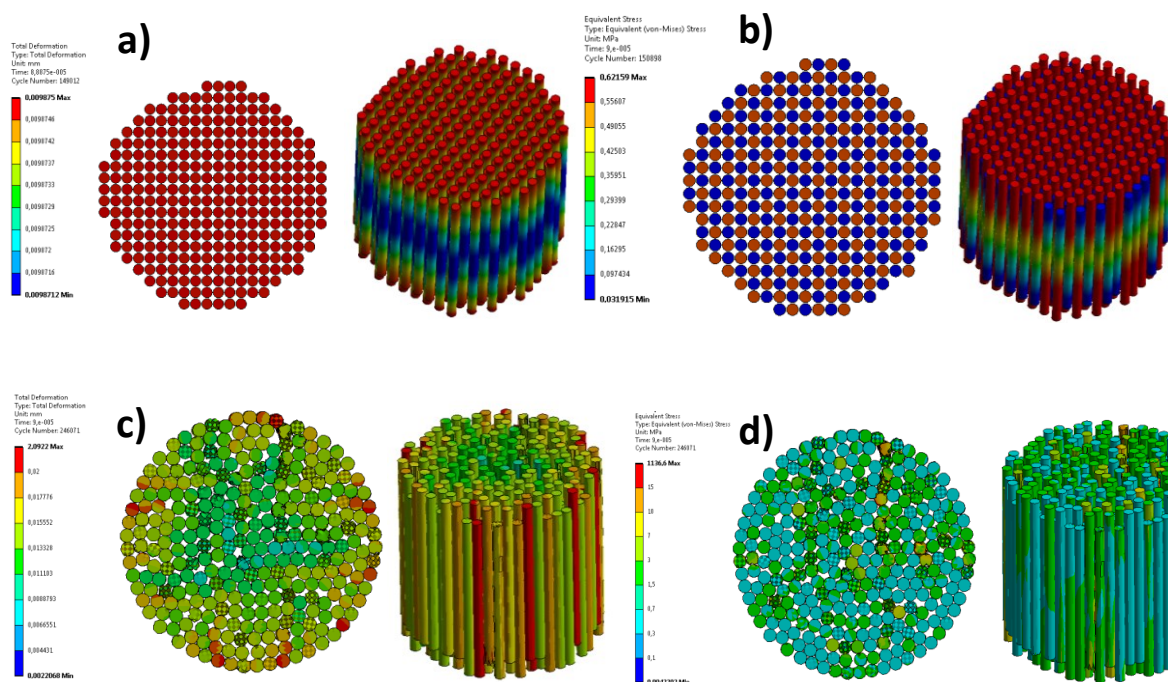 a)
Total Deformation
Type: Total Deformation
Unit: mm
Time: 8,8875e-005
Cycle Number: 149012
0,009875 Max
0,0098746
0,0098742
0,0098737
0,0098733
0,0098729
0,0098725
0,009872
0,0098716
0,0098712 Min
b)
Equivalent Stress
Type: Equivalent (von-Mises) Stress
Unit: MPa
Time: 9,e-005
Cycle Number: 150898
0,62159 Max
0,55607
0,49055
0,42503
0,35951
0,29399
0,22847
0,16295
0,097434
0,031915 Min
c)
Total Deformation
Type: Total Deformation
Unit: mm
Time: 9,e-005
Cycle Number: 246071
2,0922 Max
0,02
0,017776
0,015552
0,013328
0,011103
0,0088793
0,0066551
0,004431
0,0022068 Min
d)
Equivalent Stress
Type: Equivalent (von-Mises) Stress
Unit: MPa
Time: 9,e-005
Cycle Number: 246071
1136,6 Max
15
10
7
3
1,5
0,7
0,3
0,1
Min